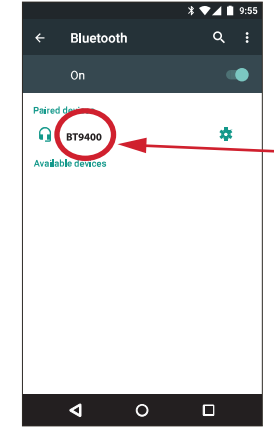 9:55
Bluetooth
On
Paired devices
BT9400
Available devices